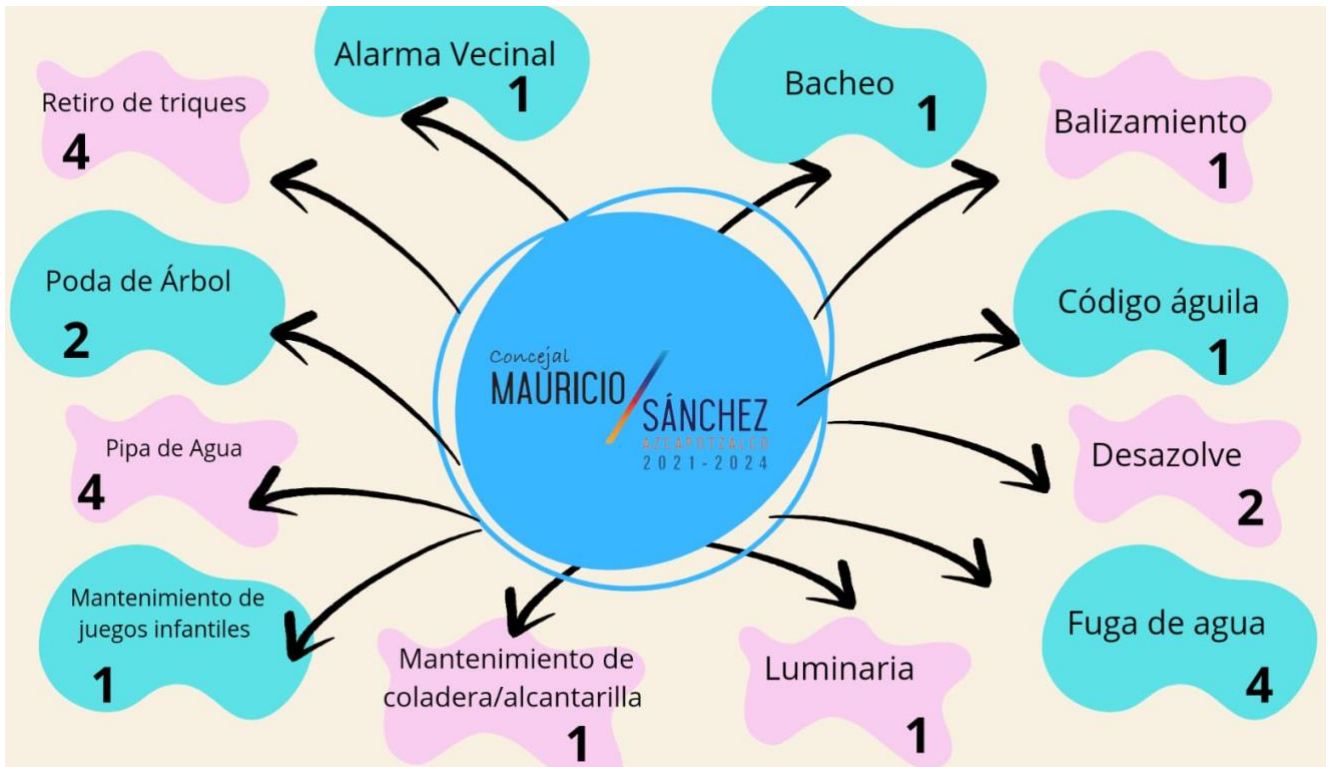 Alarma Vecinal
1
Bacheo
1
Balizamiento
1
Código águila
1
Desazolve
2
Fuga de agua
4
Luminaria
1
Mantenimiento de
coladera/alcantarilla
1
Mantenimiento de
juegos infantiles
1
Pipa de Agua
4
Poda de Árbol
2
Retiro de triques
4
Concejal
MAURICIO
SÁNCHEZ
AZCAPOTZALCO
2021-2024